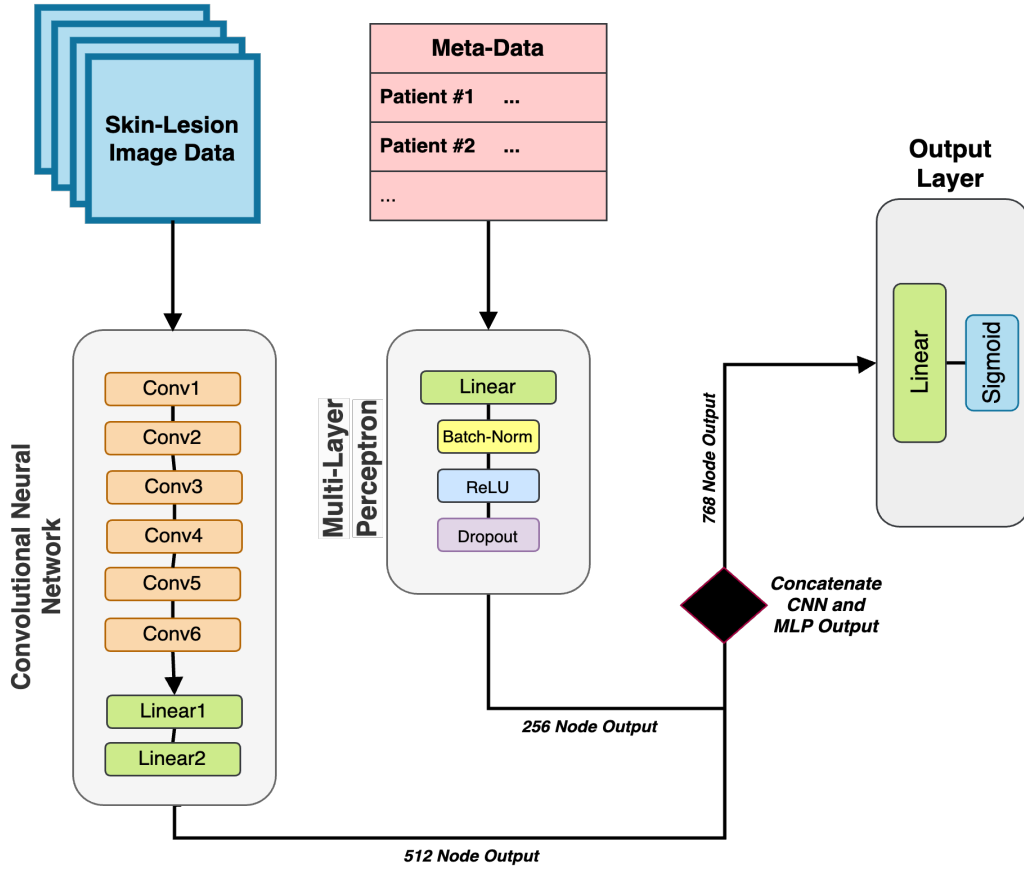 Skin-Lesion
Image Data
Meta-Data
Patient #1 ...
Patient #2 ...
...
Output
Layer
Convolutional Neural
Network
Conv1
Conv2
Conv3
Conv4
Conv5
Conv6
Linear1
Linear2
Multi-Layer
Perceptron
Linear
Batch-Norm
ReLU
Dropout
Linear
Sigmoid
768 Node Output
Concatenate
CNN and
MLP Output
256 Node Output
512 Node Output